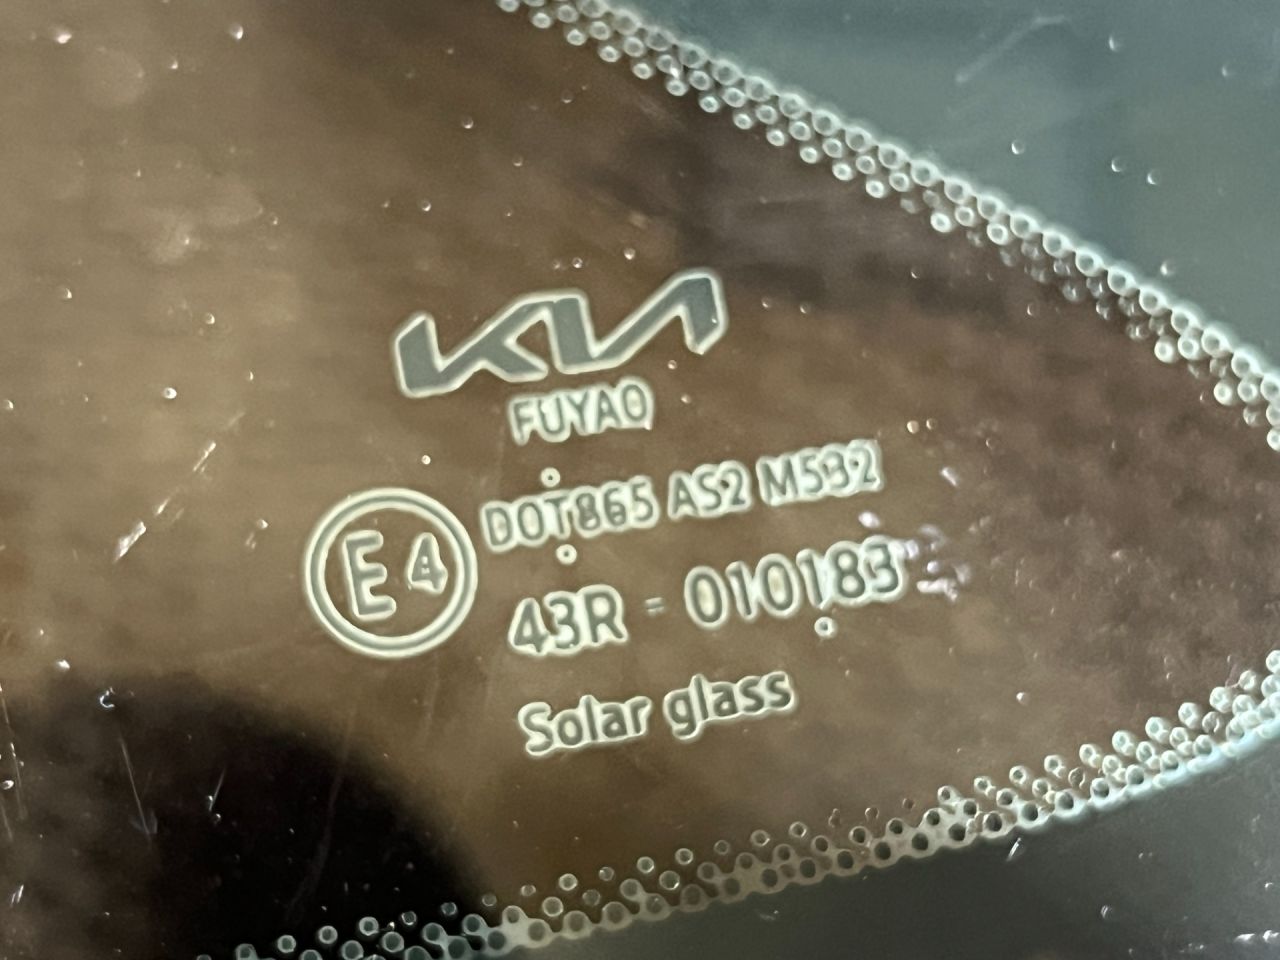 KIA
FUYAO
DOT865 AS2 M532
E4
43R - 010183
Solar glass